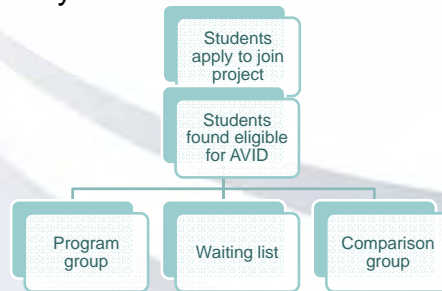 Students
apply to join
project
Students
found eligible
for AVID
Program
group
Waiting list
Comparison
group